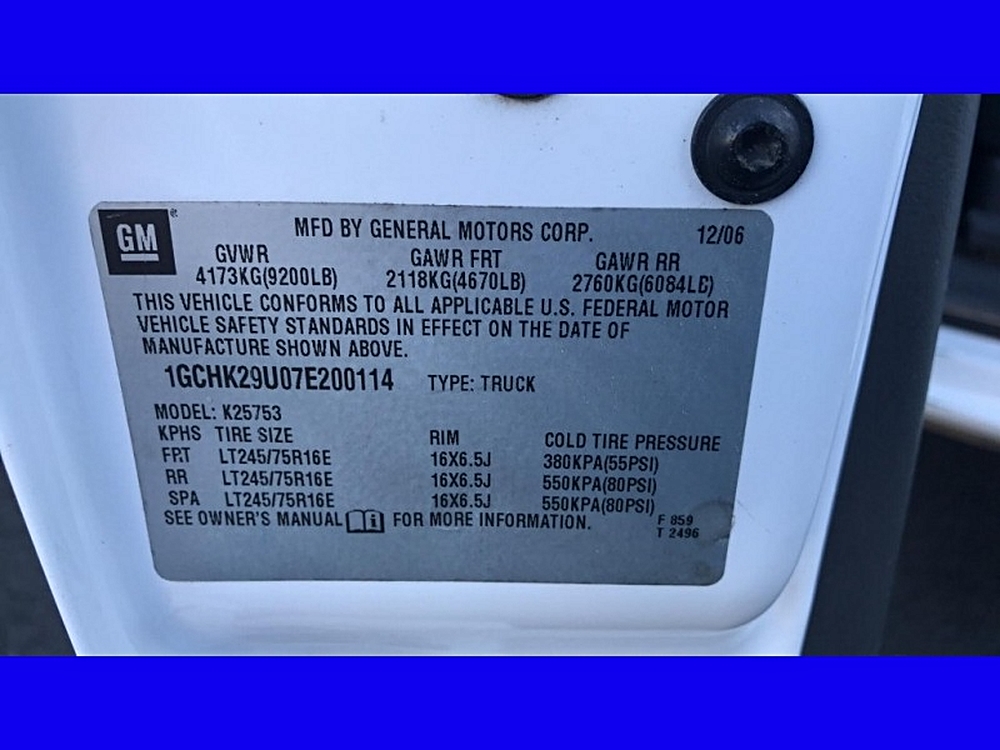 GM ®
MFD BY GENERAL MOTORS CORP. 12/06
GVWR GAWR FRT GAWR RR
4173KG(9200LB) 2118KG(4670LB) 2760KG(6084LB)
THIS VEHICLE CONFORMS TO ALL APPLICABLE U.S. FEDERAL MOTOR
VEHICLE SAFETY STANDARDS IN EFFECT ON THE DATE OF
MANUFACTURE SHOWN ABOVE.
1GCHK29U07E200114 TYPE: TRUCK
MODEL: K25753
KPHS TIRE SIZE RIM COLD TIRE PRESSURE
FRT LT245/75R16E 16X6.5J 380KPA(55PSI)
RR LT245/75R16E 16X6.5J 550KPA(80PSI)
SPA LT245/75R16E 16X6.5J 550KPA(80PSI)
SEE OWNER'S MANUAL i FOR MORE INFORMATION. F 859
T 2496